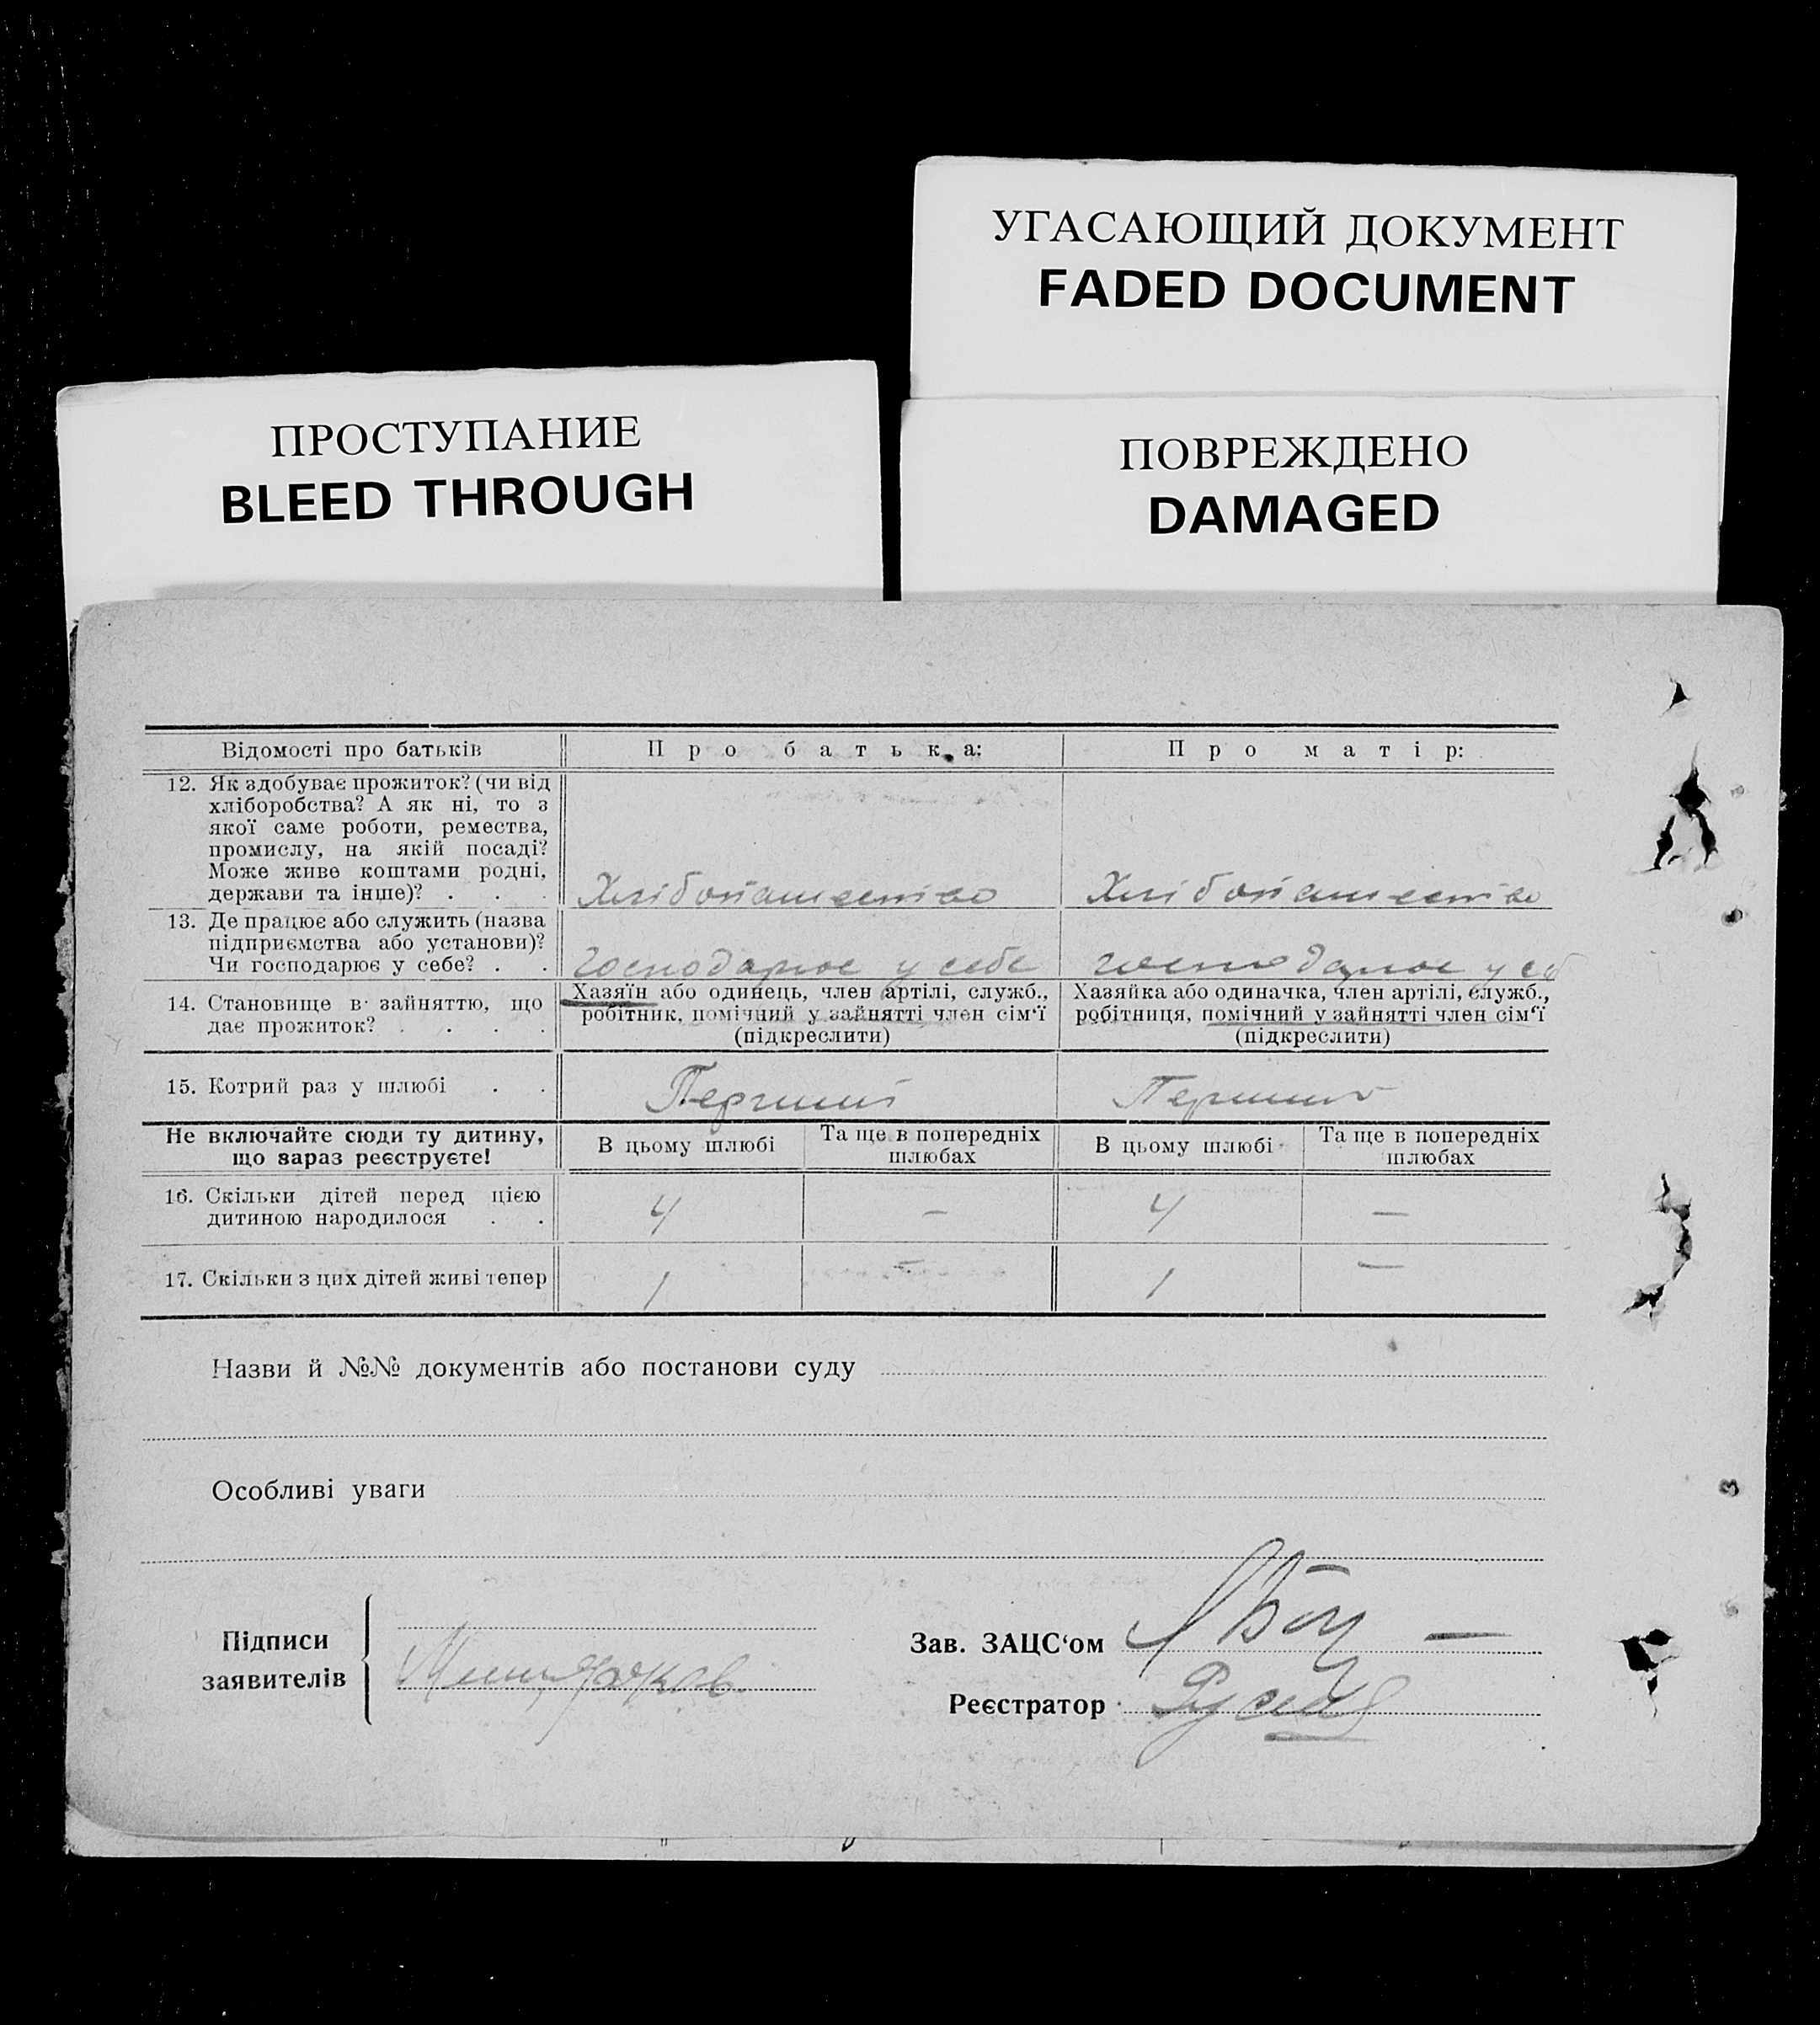 УГАСАЮЩИЙ ДОКУМЕНТ
FADED DOCUMENT
ПРОСТУПАНИЕ
BLEED THROUGH
ПОВРЕЖДЕНО
DAMAGED
Відомості про батьків
Про батька:
Про матір:
12. Як здобуває прожиток? (чи від
хліборобства? А як ні, то з
якої саме роботи, ремества,
промислу, на якій посаді?
Може живе коштами родні,
держави та інше)? . . .
Хлібопашество
Хлібопашество
13. Де працює або служить (назва
підприємства або установи)?
Чи господарює у себе? . .
господарює у себе
господарює у себ
14. Становище в заняттю, що
дає прожиток? . . . .
Хазяїн або одинець, член артілі, служб.,
робітник, помічний у зайнятті член сім'ї
(підкреслити)
Хазяйка або одиначка, член артілі, служб.,
робітниця, помічний у зайнятті член сім'ї
(підкреслити)
15. Котрий раз у шлюбі . .
Перший
Перший
Не включайте сюди ту дитину,
що зараз реєструєте!
В цьому шлюбі
Та ще в попередніх
шлюбах
В цьому шлюбі
Та ще в попередніх
шлюбах
16. Скільки дітей перед цією
дитиною народилося . .
4
—
4
—
17. Скільки з цих дітей живі тепер
1
—
1
—
Назви й №№ документів або постанови суду
Особливі уваги
Підписи
заявителів
Зав. ЗАЦС'ом
Реєстратор